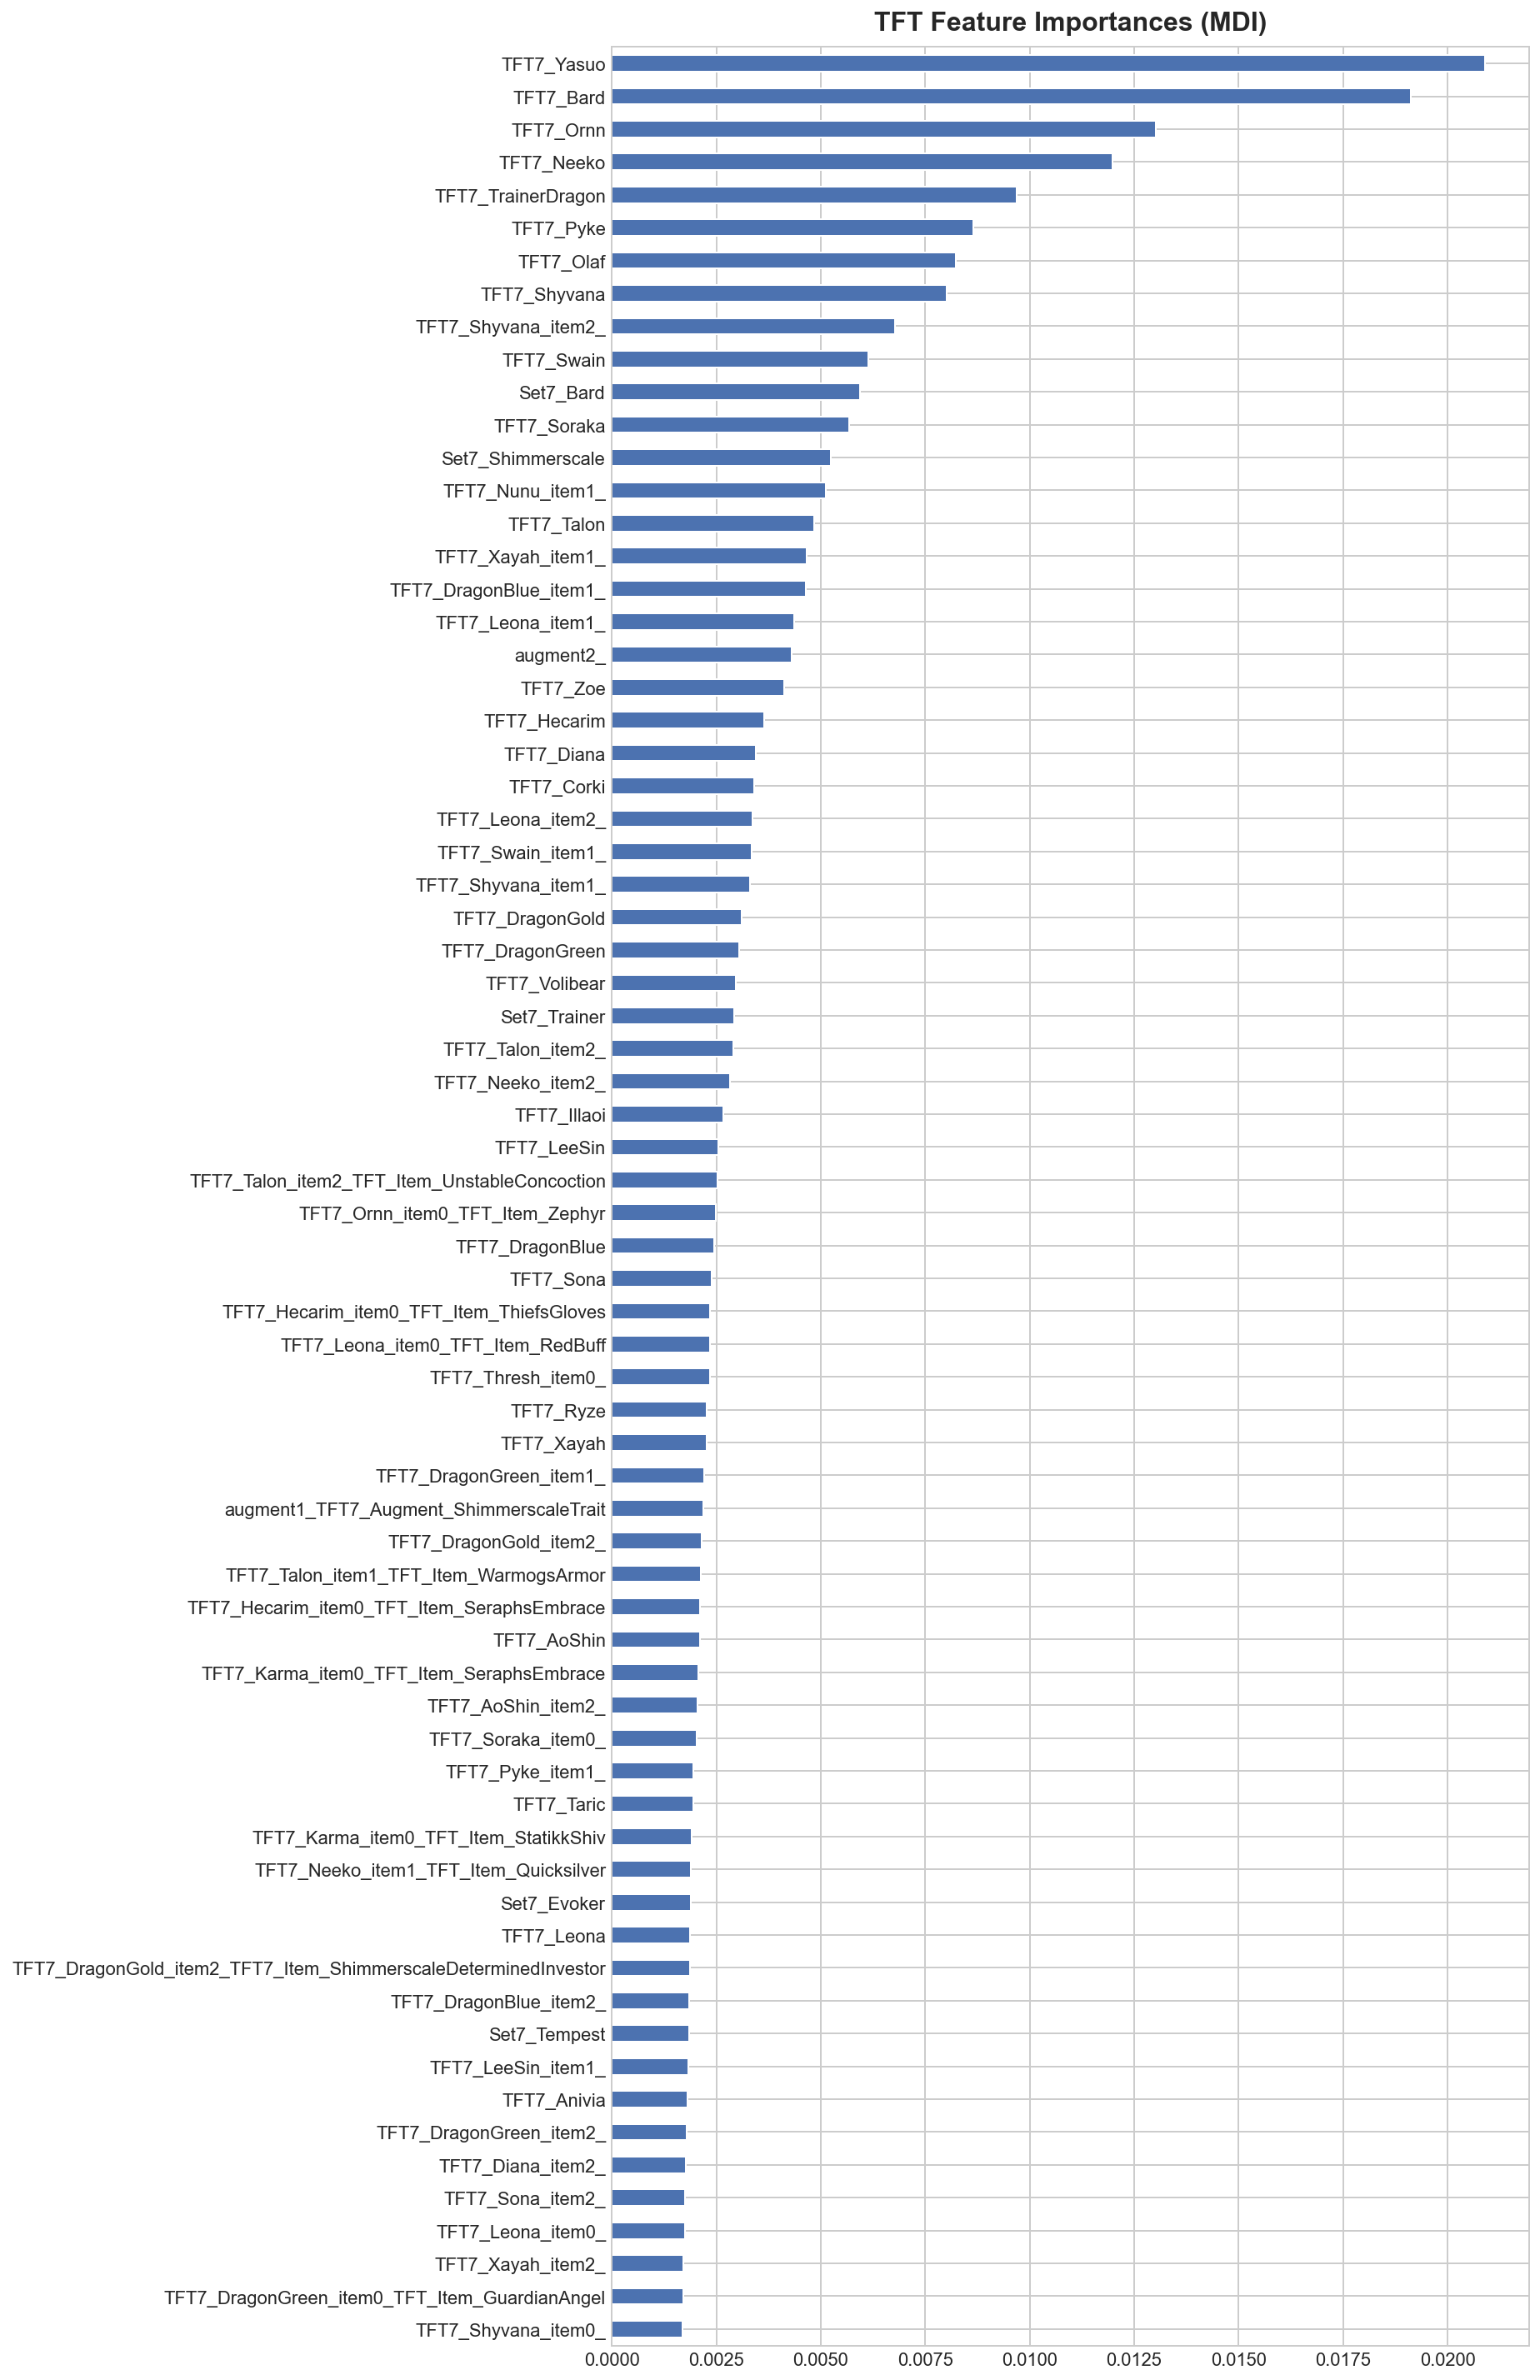 TFT Feature Importances (MDI)
TFT7_Yasuo
TFT7_Bard
TFT7_Ornn
TFT7_Neeko
TFT7_TrainerDragon
TFT7_Pyke
TFT7_Olaf
TFT7_Shyvana
TFT7_Shyvana_item2_
TFT7_Swain
Set7_Bard
TFT7_Soraka
Set7_Shimmerscale
TFT7_Nunu_item1_
TFT7_Talon
TFT7_Xayah_item1_
TFT7_DragonBlue_item1_
TFT7_Leona_item1_
augment2_
TFT7_Zoe
TFT7_Hecarim
TFT7_Diana
TFT7_Corki
TFT7_Leona_item2_
TFT7_Swain_item1_
TFT7_Shyvana_item1_
TFT7_DragonGold
TFT7_DragonGreen
TFT7_Volibear
Set7_Trainer
TFT7_Talon_item2_
TFT7_Neeko_item2_
TFT7_Illaoi
TFT7_LeeSin
TFT7_Talon_item2_TFT_Item_UnstableConcoction
TFT7_Ornn_item0_TFT_Item_Zephyr
TFT7_DragonBlue
TFT7_Sona
TFT7_Hecarim_item0_TFT_Item_ThiefsGloves
TFT7_Leona_item0_TFT_Item_RedBuff
TFT7_Thresh_item0_
TFT7_Ryze
TFT7_Xayah
TFT7_DragonGreen_item1_
augment1_TFT7_Augment_ShimmerscaleTrait
TFT7_DragonGold_item2_
TFT7_Talon_item1_TFT_Item_WarmogsArmor
TFT7_Hecarim_item0_TFT_Item_SeraphsEmbrace
TFT7_AoShin
TFT7_Karma_item0_TFT_Item_SeraphsEmbrace
TFT7_AoShin_item2_
TFT7_Soraka_item0_
TFT7_Pyke_item1_
TFT7_Taric
TFT7_Karma_item0_TFT_Item_StatikkShiv
TFT7_Neeko_item1_TFT_Item_Quicksilver
Set7_Evoker
TFT7_Leona
TFT7_DragonGold_item2_TFT7_Item_ShimmerscaleDeterminedInvestor
TFT7_DragonBlue_item2_
Set7_Tempest
TFT7_LeeSin_item1_
TFT7_Anivia
TFT7_DragonGreen_item2_
TFT7_Diana_item2_
TFT7_Sona_item2_
TFT7_Leona_item0_
TFT7_Xayah_item2_
TFT7_DragonGreen_item0_TFT_Item_GuardianAngel
TFT7_Shyvana_item0_
0.0000 0.0025 0.0050 0.0075 0.0100 0.0125 0.0150 0.0175 0.0200